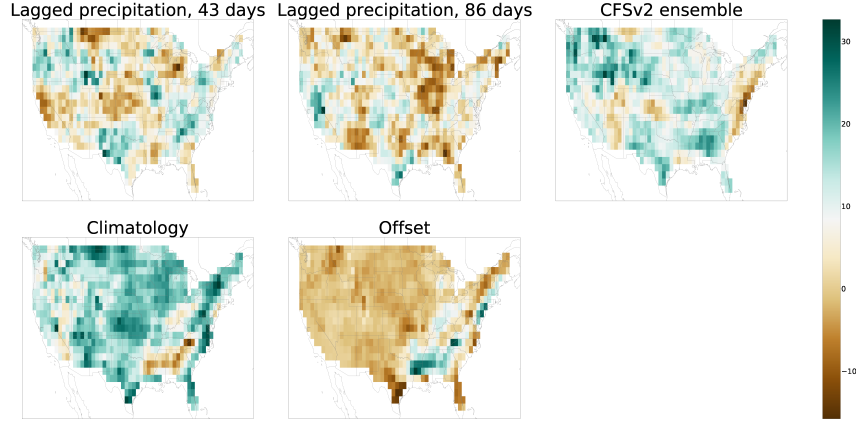 Lagged precipitation, 43 days
Lagged precipitation, 86 days
CFSv2 ensemble
30
20
10
0
−10
Climatology
Offset